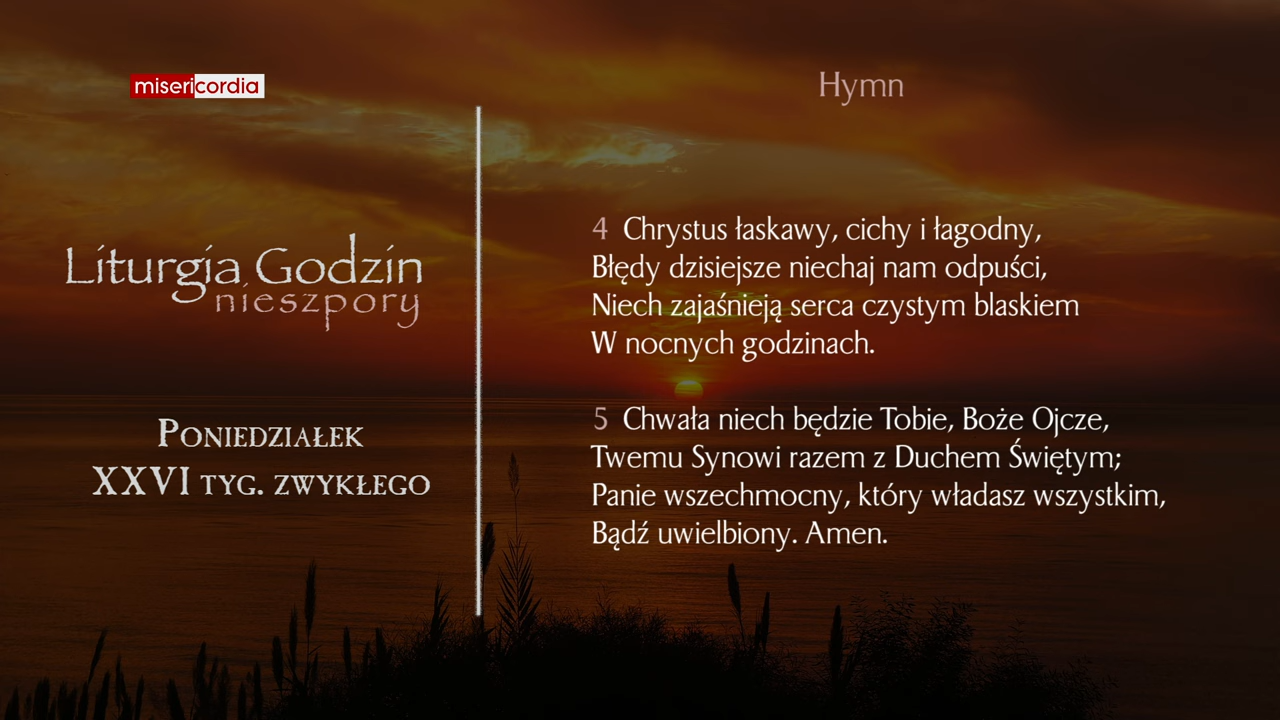 misericordia
Liturgia Godzin
nieszpory
Poniedziałek
XXVI tyg. zwykłego
Hymn
4 Chrystus łaskawy, cichy i łagodny,
Błędy dzisiejsze niechaj nam odpuści,
Niech zajaśnieją serca czystym blaskiem
W nocnych godzinach.
5 Chwała niech będzie Tobie, Boże Ojcze,
Twemu Synowi razem z Duchem Świętym;
Panie wszechmocny, który władasz wszystkim,
Bądź uwielbiony. Amen.